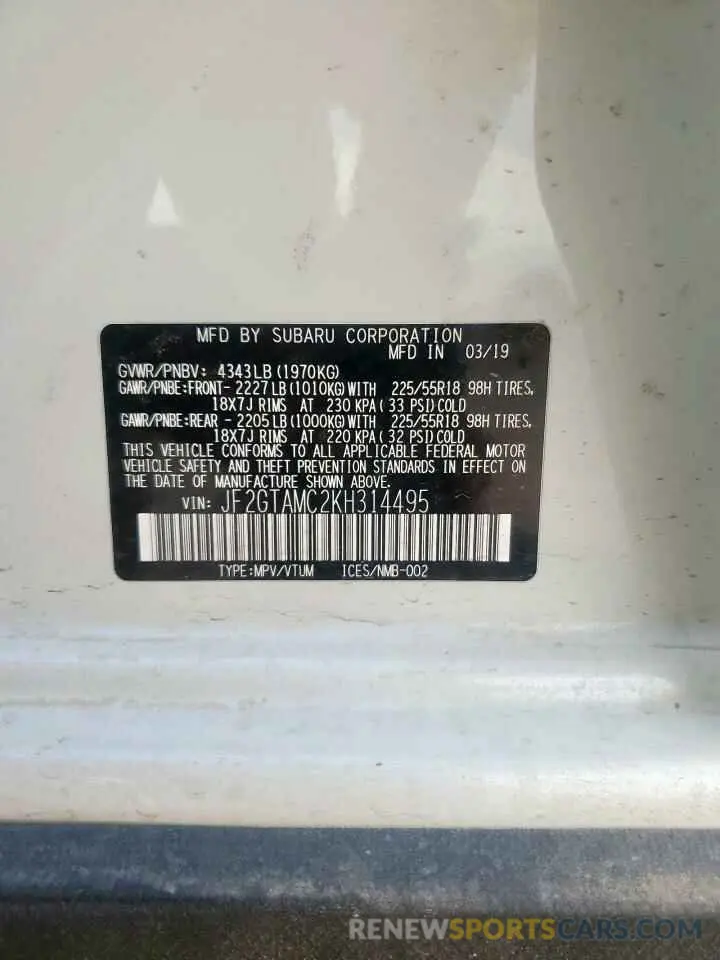 MFD BY SUBARU CORPORATION
MFD IN 03/19
GVWR/PNBV: 4343LB (1970KG)
GAWR/PNBE:FRONT- 2227LB(1010KG)WITH 225/55R18 98H TIRES,
18X7J RIMS AT 230 KPA( 33 PSI)COLD
GAWR/PNBE:REAR - 2205LB(1000KG)WITH 225/55R18 98H TIRES,
18X7J RIMS AT 220 KPA( 32 PSI)COLD
THIS VEHICLE CONFORMS TO ALL APPLICABLE FEDERAL MOTOR
VEHICLE SAFETY AND THEFT PREVENTION STANDARDS IN EFFECT ON
THE DATE OF MANUFACTURE SHOWN ABOVE.
VIN: JF2GTAMC2KH314495
TYPE:MPV/VTUM ICES/NMB-002
RENEWSPORTSCARS.COM